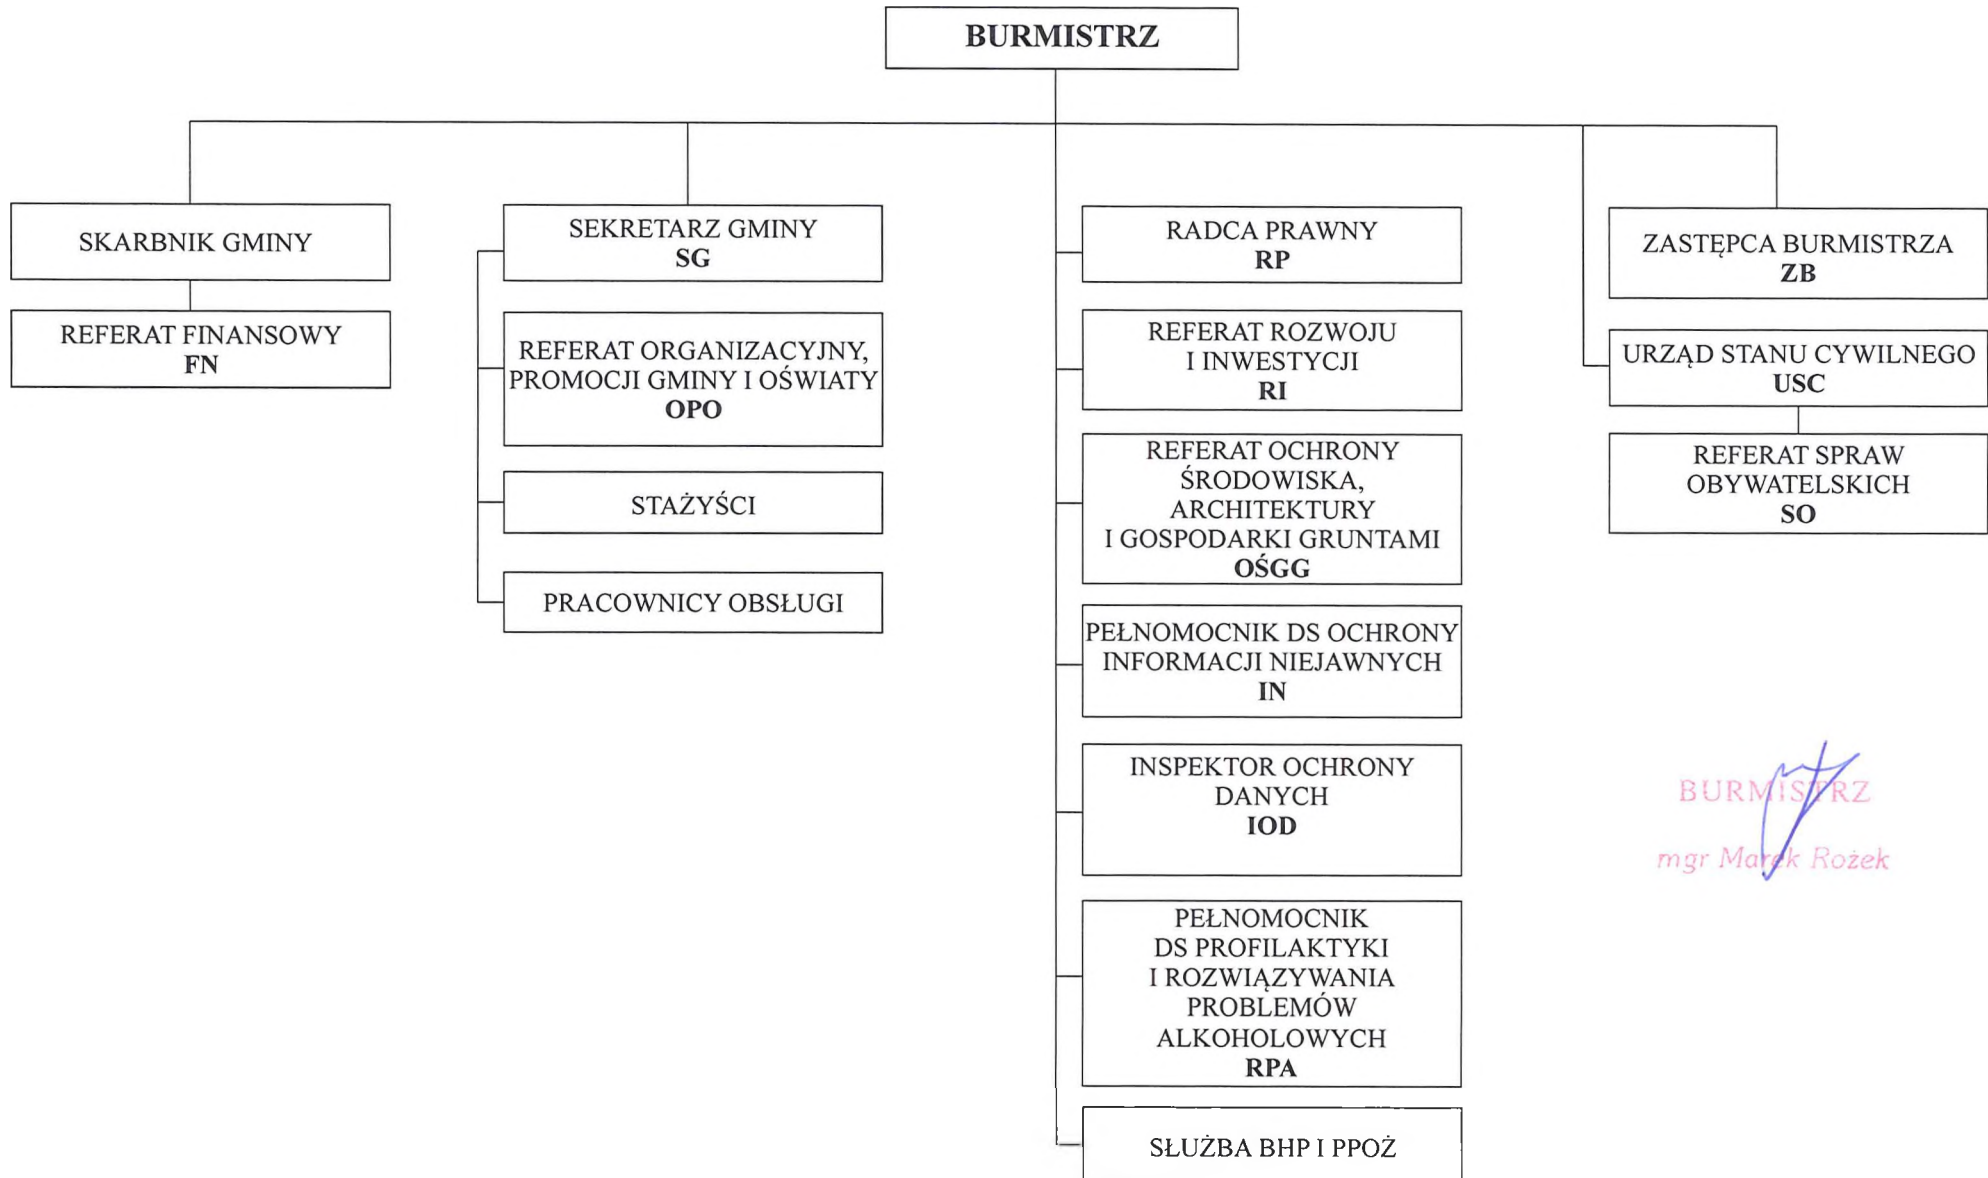 BURMISTRZ
SKARBNIK GMINY
REFERAT FINANSOWY
FN
SEKRETARZ GMINY
SG
REFERAT ORGANIZACYJNY,
PROMOCJI GMINY I OŚWIATY
OPO
STAŻYŚCI
PRACOWNICY OBSŁUGI
RADCA PRAWNY
RP
REFERAT ROZWOJU
I INWESTYCJI
RI
REFERAT OCHRONY
ŚRODOWISKA,
ARCHITEKTURY
I GOSPODARKI GRUNTAMI
OŚGG
PEŁNOMOCNIK DS OCHRONY
INFORMACJI NIEJAWNYCH
IN
INSPEKTOR OCHRONY
DANYCH
IOD
PEŁNOMOCNIK
DS PROFILAKTYKI
I ROZWIĄZYWANIA
PROBLEMÓW
ALKOHOLOWYCH
RPA
SŁUŻBA BHP I PPOŻ
ZASTĘPCA BURMISTRZA
ZB
URZĄD STANU CYWILNEGO
USC
REFERAT SPRAW
OBYWATELSKICH
SO
BURMISTRZ
mgr Marek Rożek